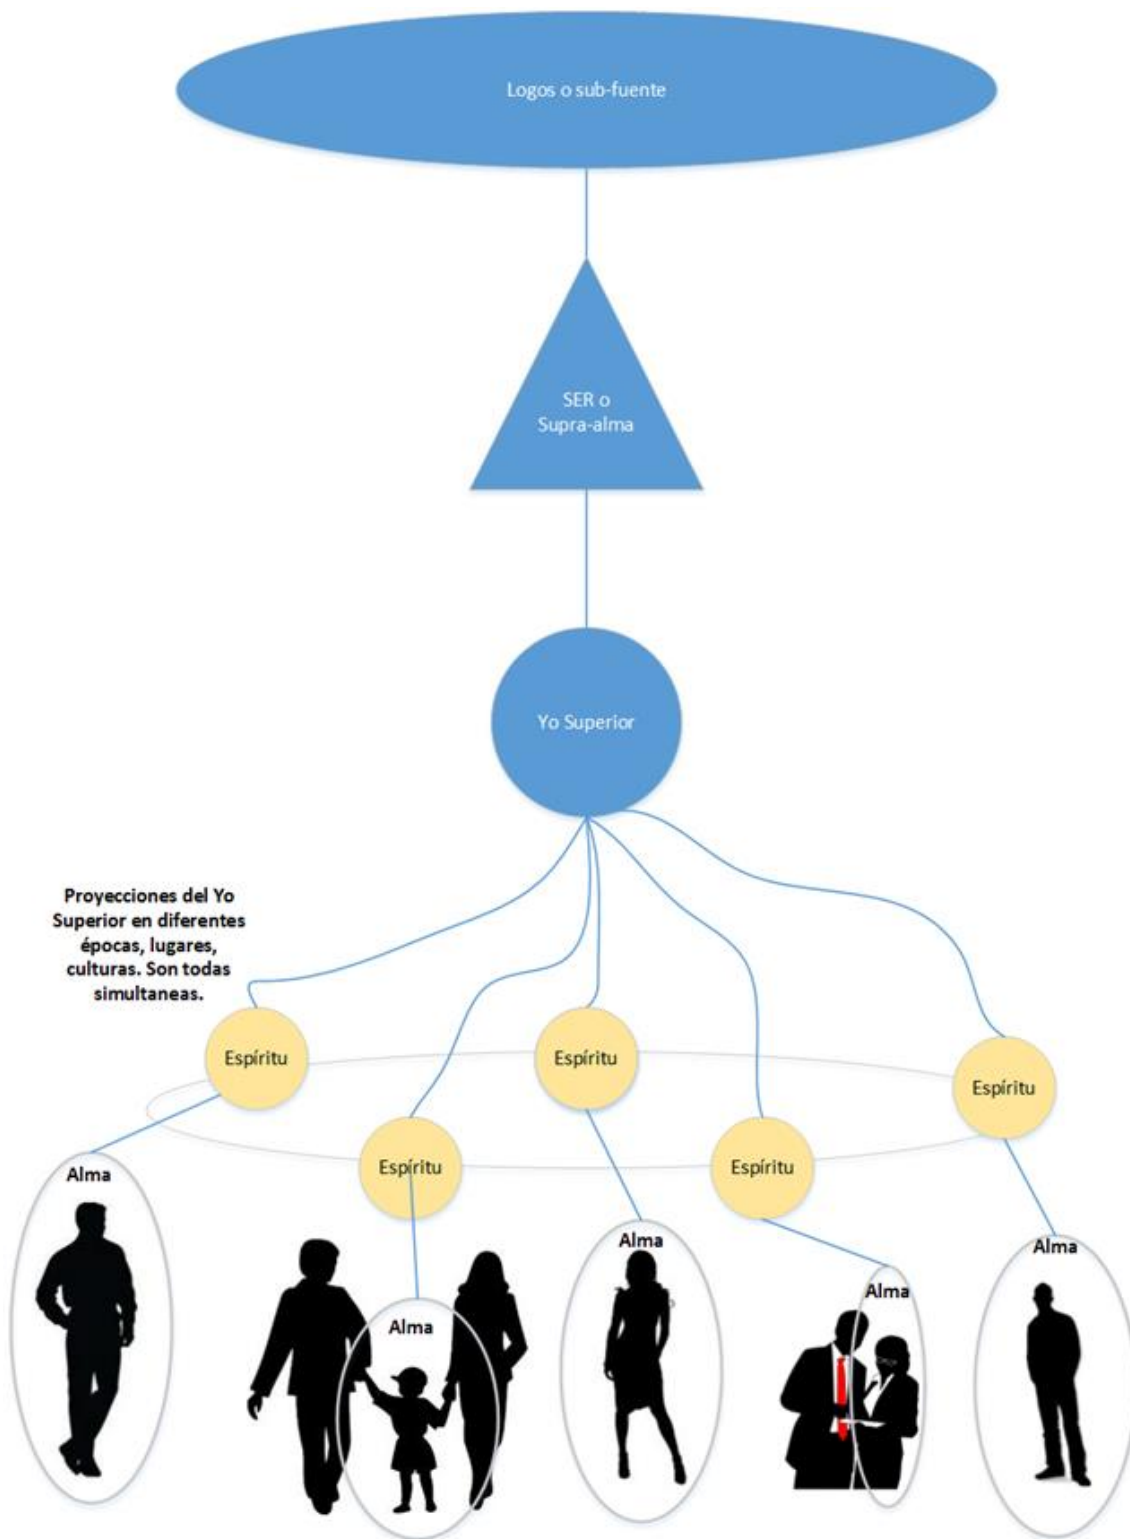 Logos o sub-fuente
SER o
Supra-alma
Yo Superior
Proyecciones del Yo
Superior en diferentes
épocas, lugares,
culturas. Son todas
simultaneas.
Espíritu
Espíritu
Espíritu
Espíritu
Espíritu
Alma
Alma
Alma
Alma
Alma